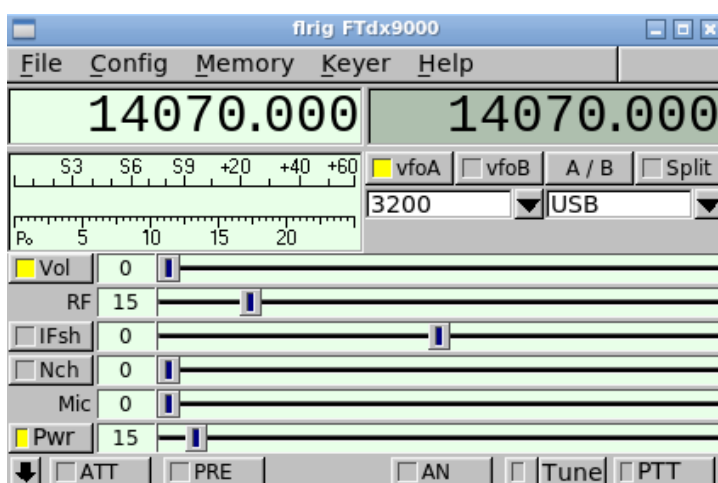 flrig FTdx9000
File Config Memory Keyer Help
14070.000 14070.000
S3 S6 S9 +20 +40 +60
vfoA vfoB A / B Split
3200 USB
Po 5 10 15 20
Vol 0
RF 15
IFsh 0
Nch 0
Mic 0
Pwr 15
ATT PRE AN Tune PTT